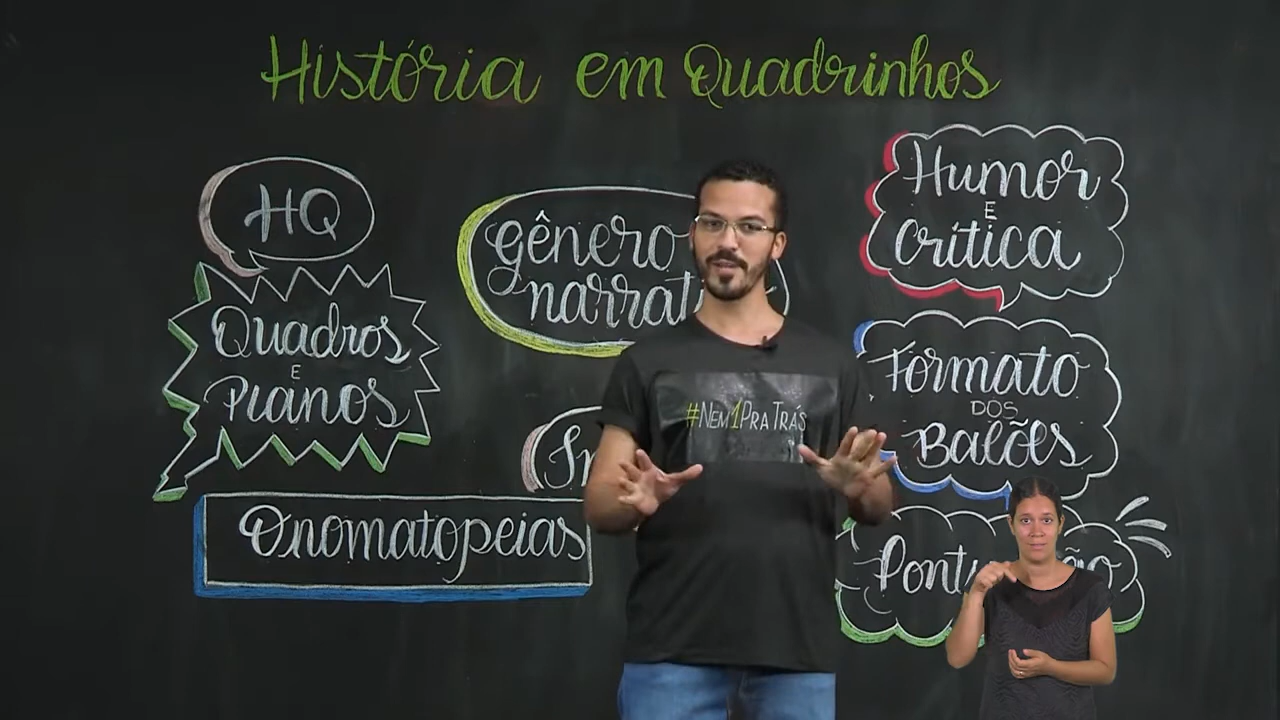 História em Quadrinhos
HQ
Quadros
E
Planos
Onomatopeias
Gênero
Humor
E
Crítica
Formato
DOS
Balões
#NEM1PRATRÁS